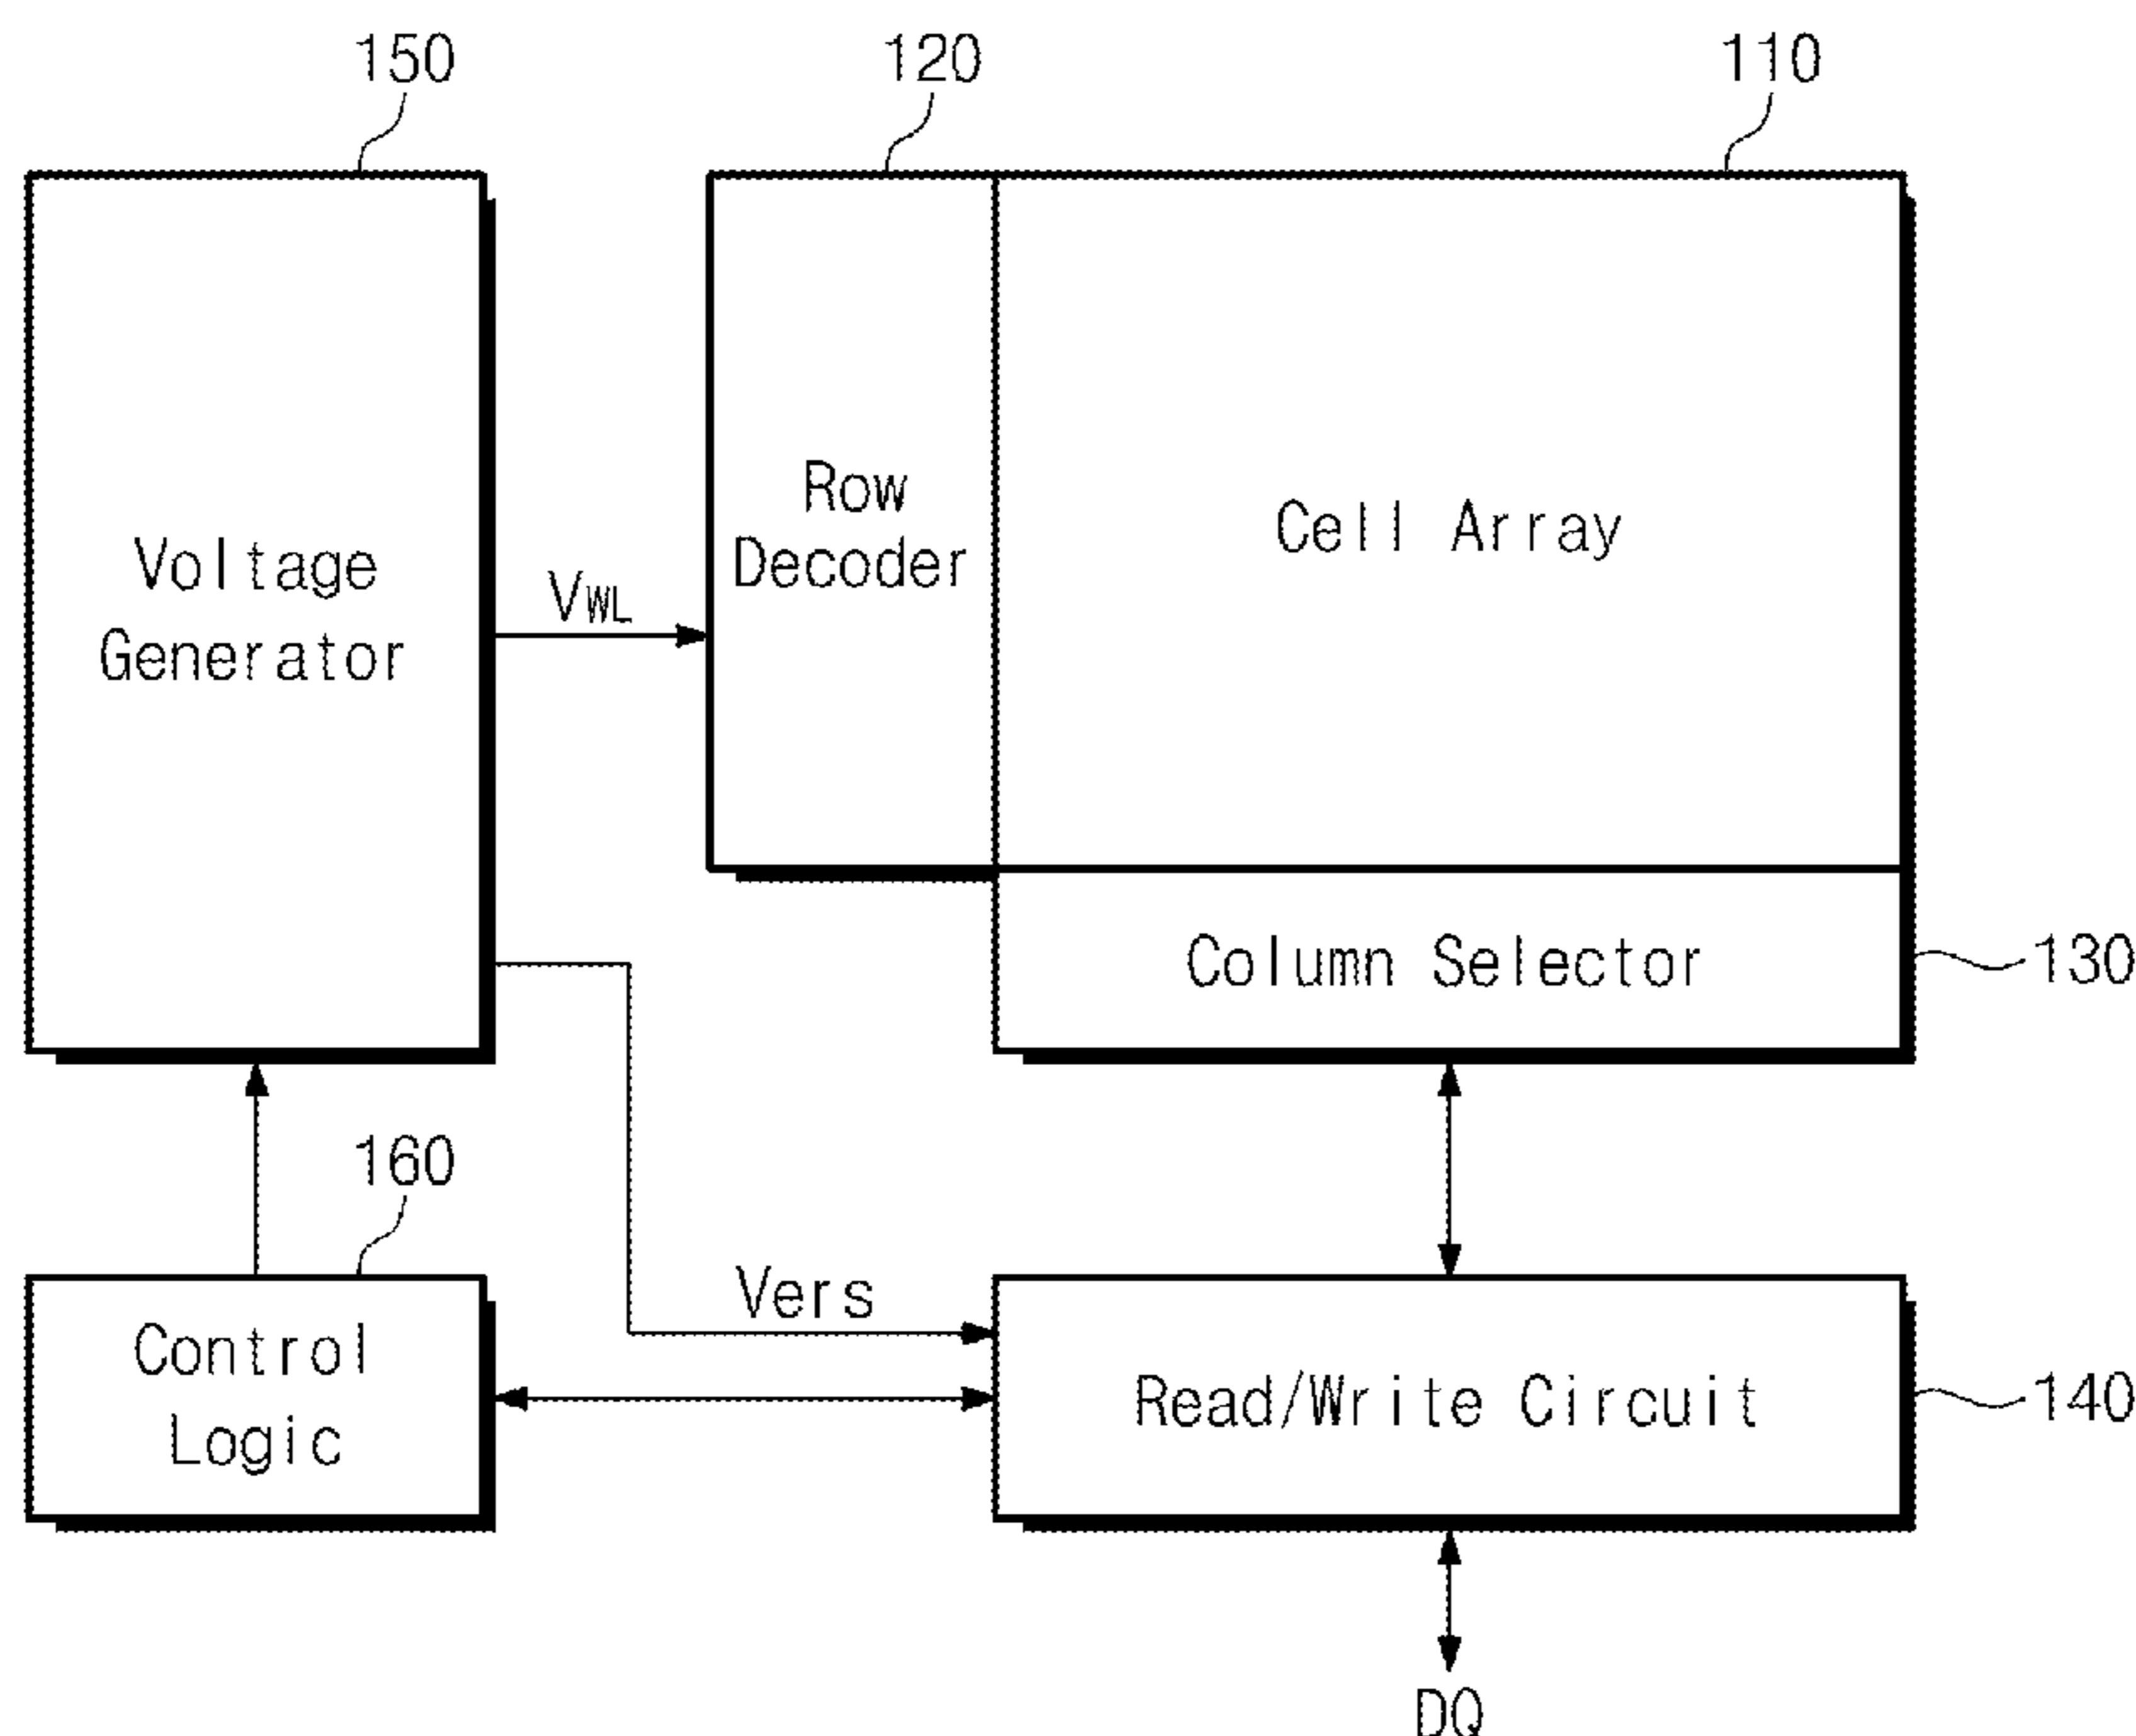 150
120
110
Voltage
Generator
VWL
Row
Decoder
Cell Array
Column Selector
130
160
Control
Logic
Vers
Read/Write Circuit
140
DQ